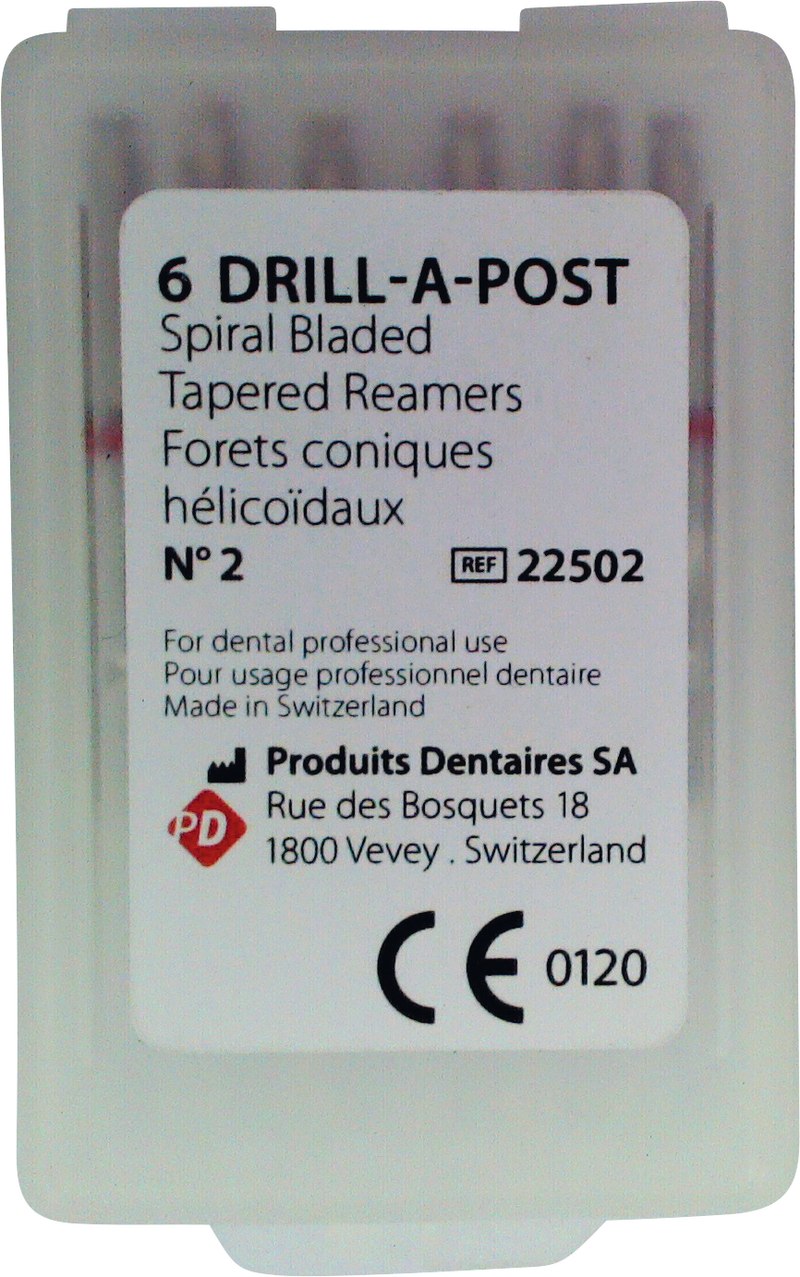 6 DRILL-A-POST
Spiral Bladed
Tapered Reamers
Forets coniques
hélicoïdaux
N° 2 REF 22502
For dental professional use
Pour usage professionnel dentaire
Made in Switzerland
Produits Dentaires SA
PD Rue des Bosquets 18
1800 Vevey . Switzerland
CE 0120